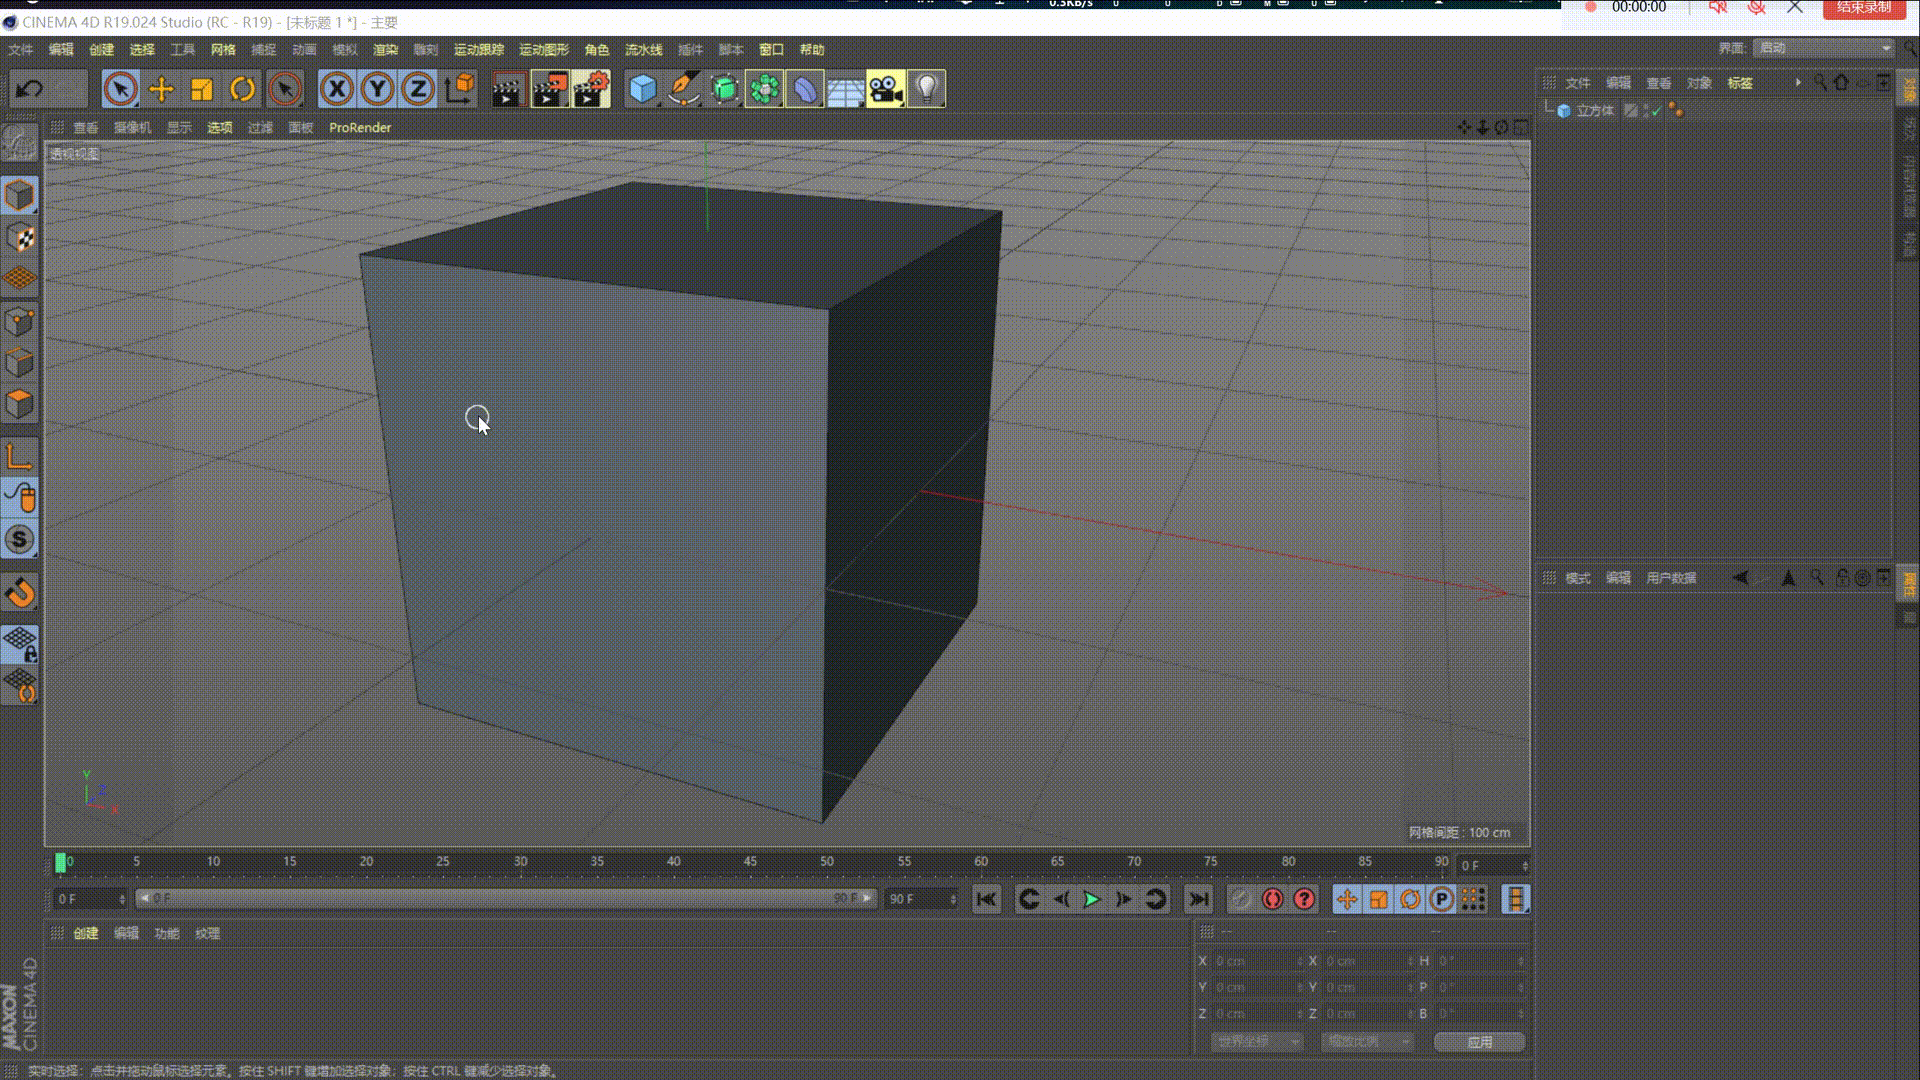 0.3KB/s
00:00:00
结束录制
CINEMA 4D R19.024 Studio (RC - R19) - [未标题 1 *] - 主要
文件 编辑 创建 选择 工具 网格 捕捉 动画 模拟 渲染 雕刻 运动跟踪 运动图形 角色 流水线 插件 脚本 窗口 帮助
界面: 启动
X Y Z
文件 编辑 查看 对象 标签
对象
立方体
查看 摄像机 显示 选项 过滤 面板 ProRender
透视视图
模式 编辑 用户数据
属性
Y
Z
X
网格间距 : 100 cm
0 5 10 15 20 25 30 35 40 45 50 55 60 65 70 75 80 85 90
0 F
0 F 0 F 90 F 90 F
创建 编辑 功能 纹理
-- -- --
X 0 cm X 0 cm H 0 °
Y 0 cm Y 0 cm P 0 °
Z 0 cm Z 0 cm B 0 °
世界坐标 缩放比例 应用
MAXON
CINEMA 4D
实时选择：点击并拖动鼠标选择元素。按住 SHIFT 键增加选择对象；按住 CTRL 键减少选择对象。